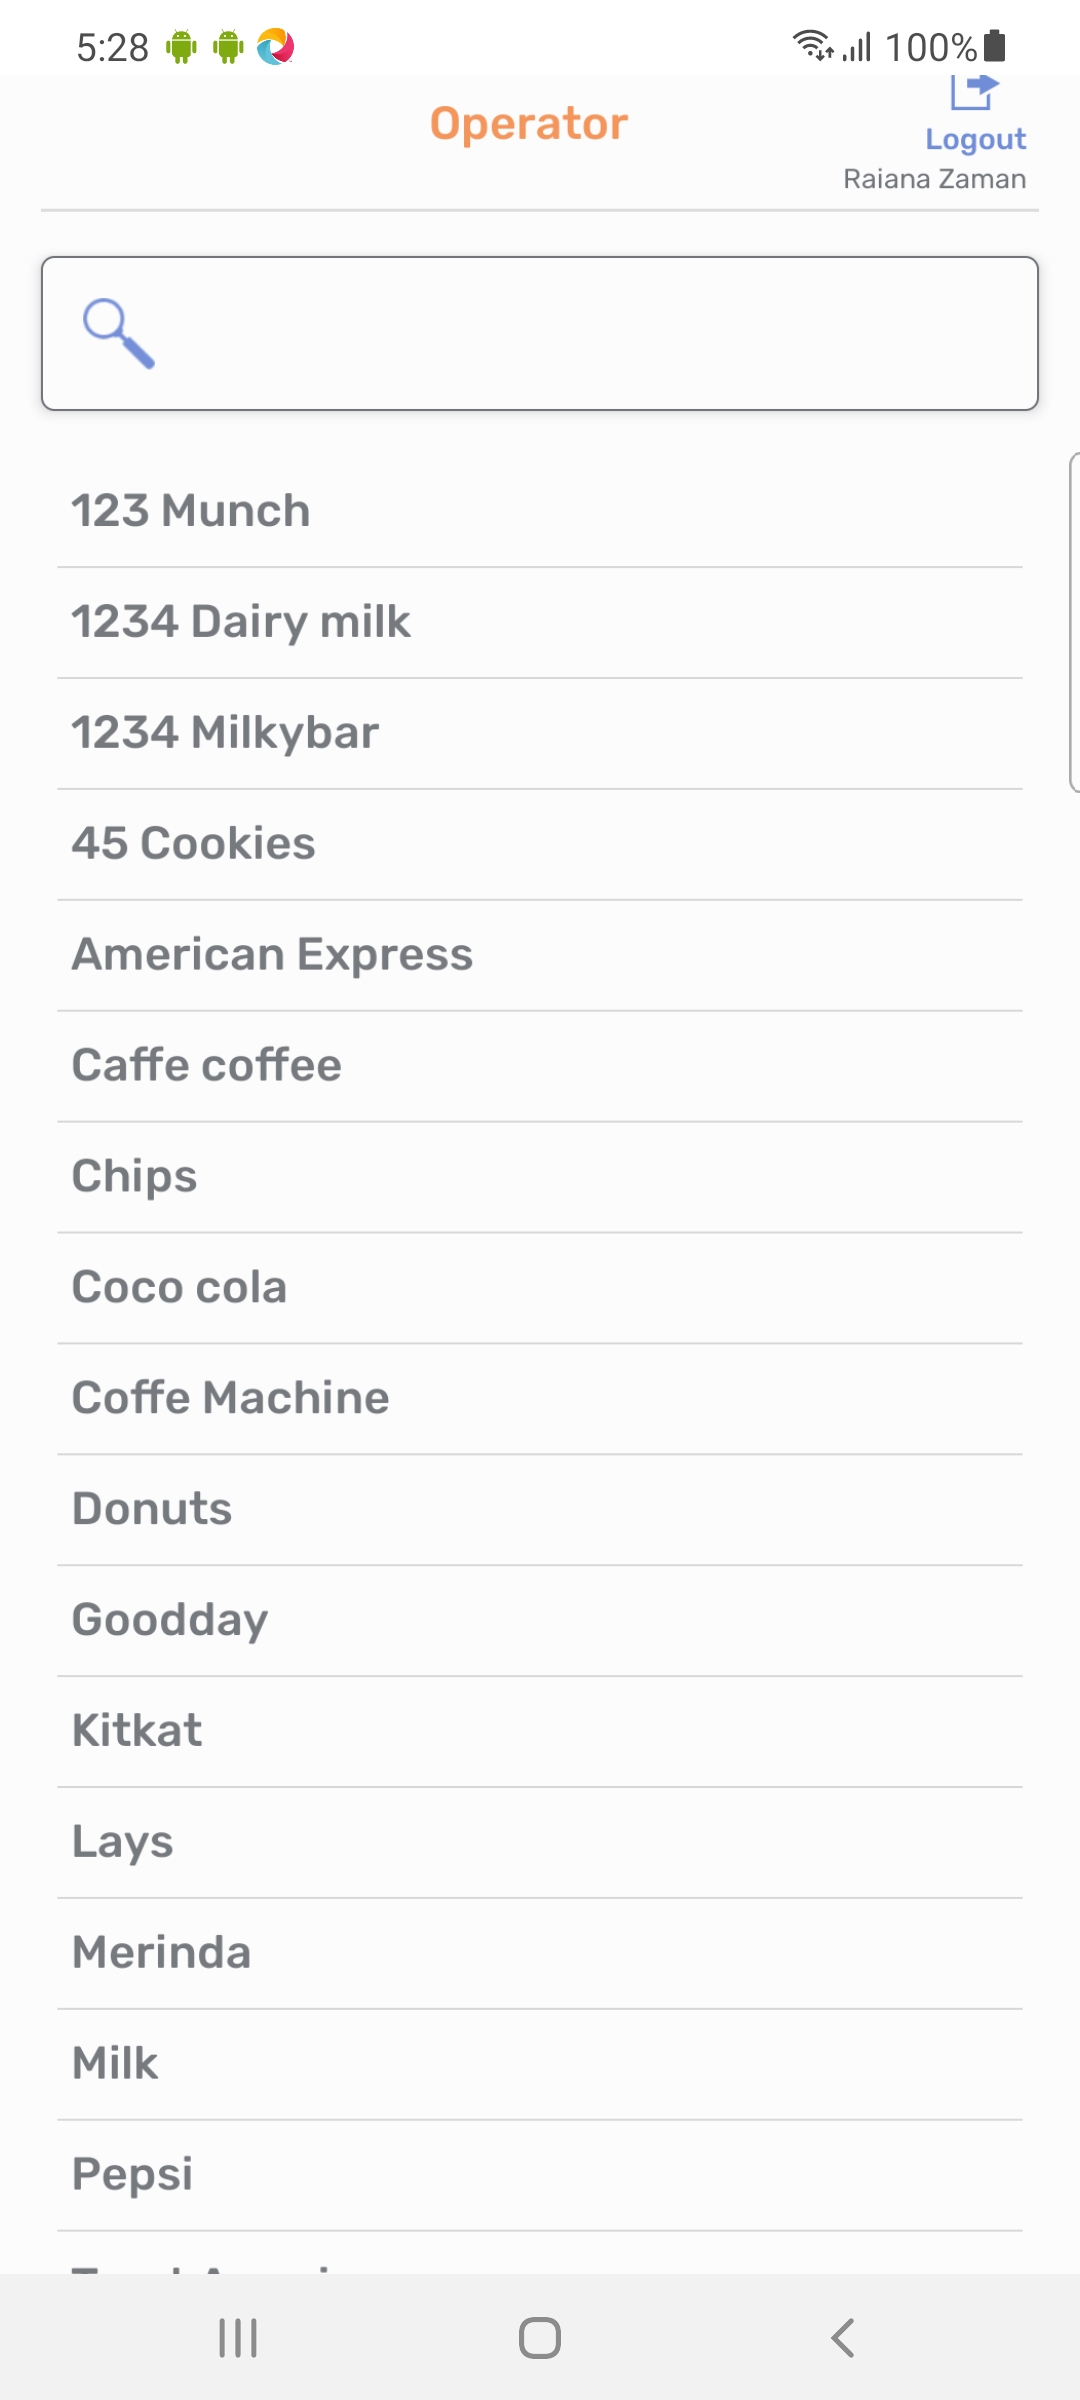 5:28
100%
Operator
Logout
Raiana Zaman
123 Munch
1234 Dairy milk
1234 Milkybar
45 Cookies
American Express
Caffe coffee
Chips
Coco cola
Coffe Machine
Donuts
Goodday
Kitkat
Lays
Merinda
Milk
Pepsi